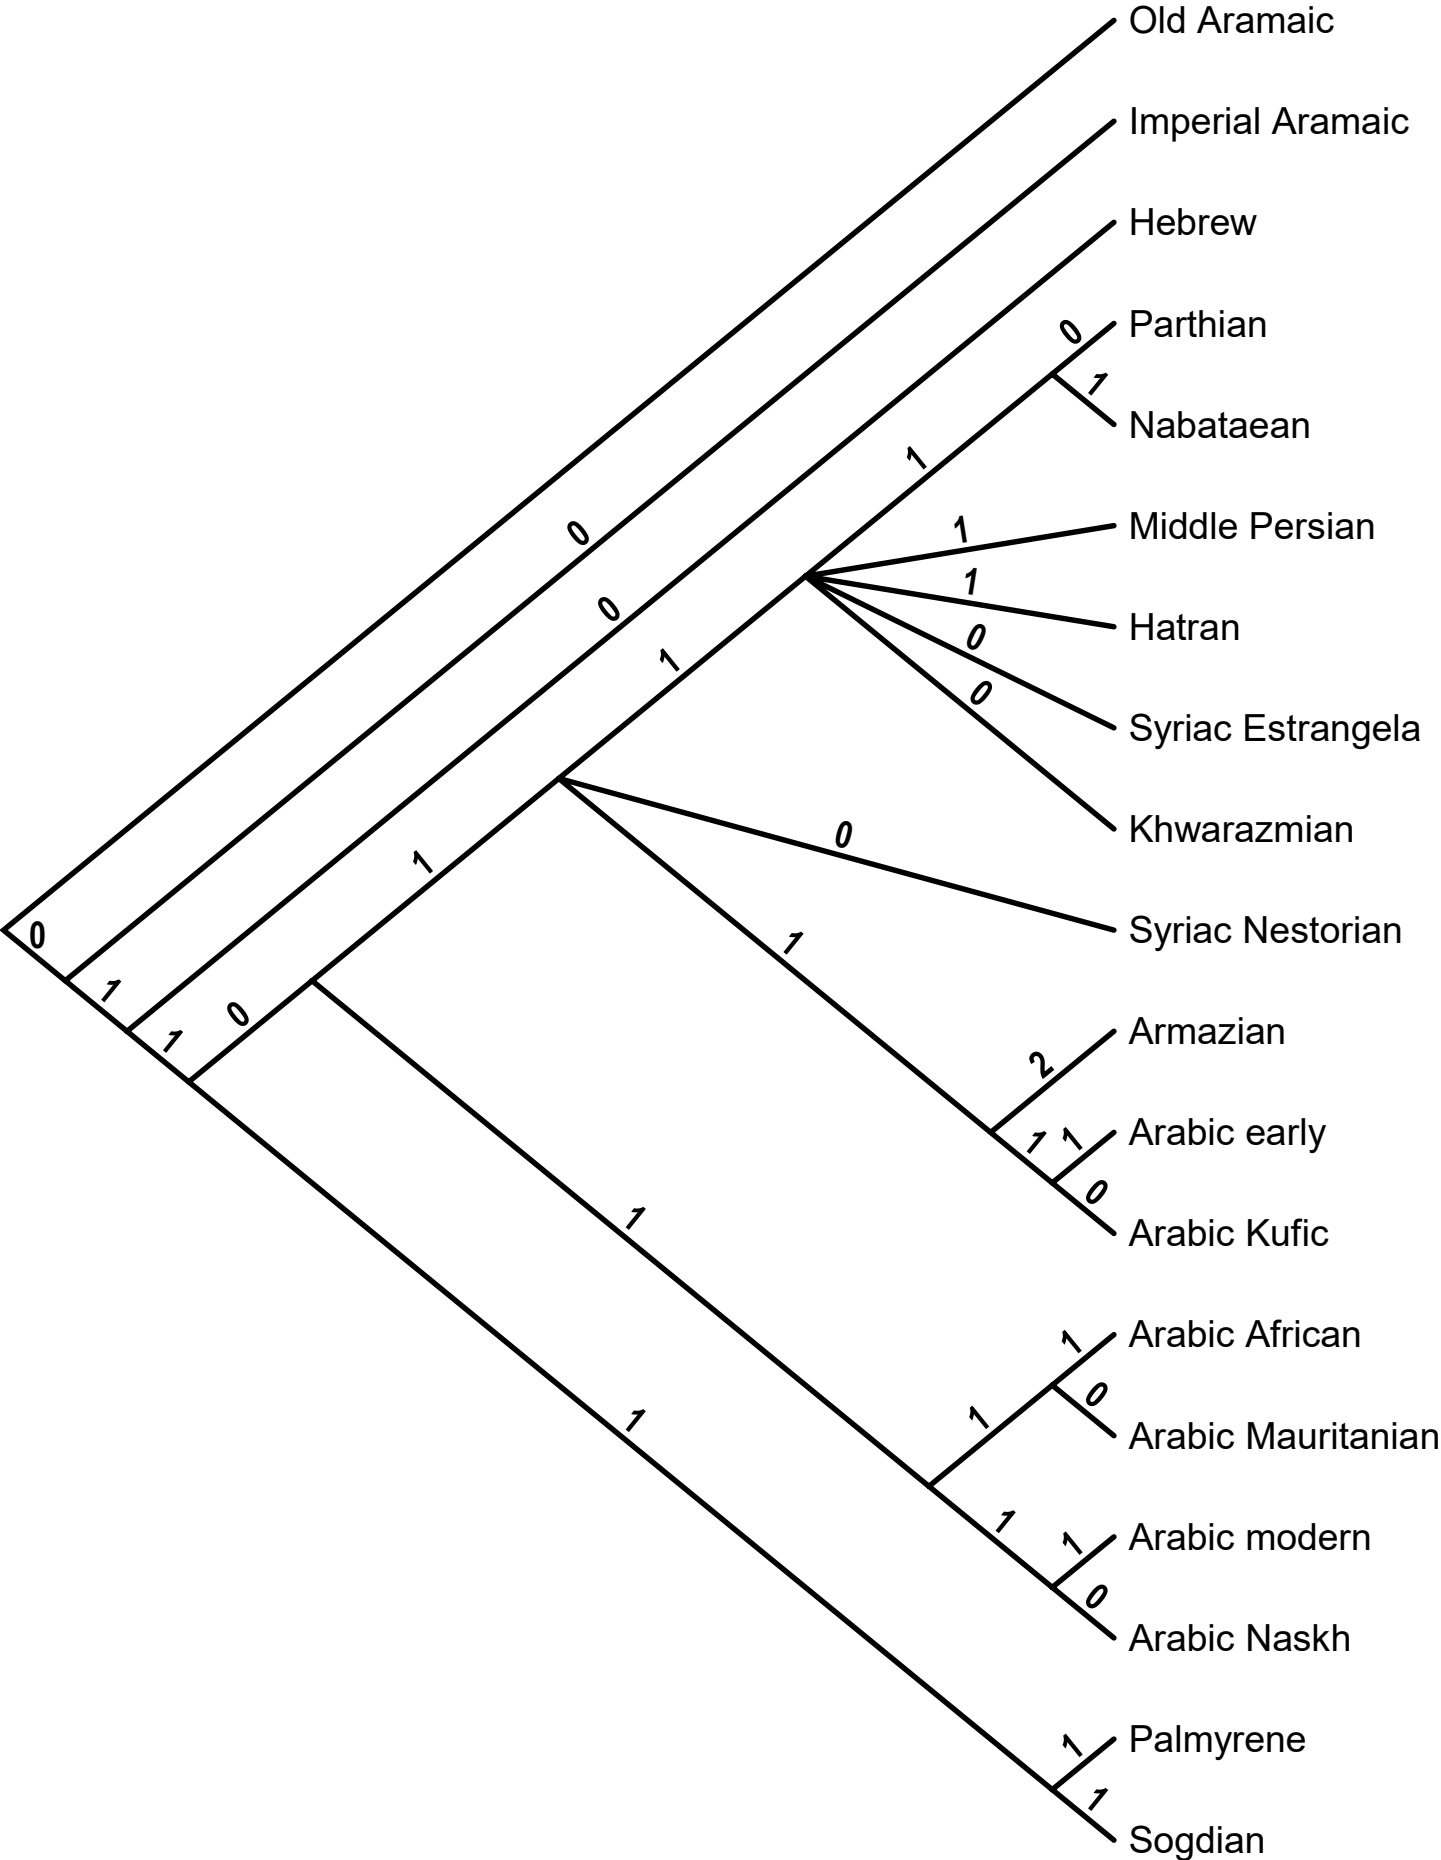 Old Aramaic
Imperial Aramaic
Hebrew
0
Parthian
1
Nabataean
1
1
Middle Persian
0
1
Hatran
0
0
1
Syriac Estrangela
0
Khwarazmian
0
1
Syriac Nestorian
0
1
1
0
Armazian
1
2
Arabic early
1
1
Arabic Kufic
0
1
Arabic African
1
0
Arabic Mauritanian
1
1
Arabic modern
1
1
Arabic Naskh
0
Palmyrene
1
Sogdian
1